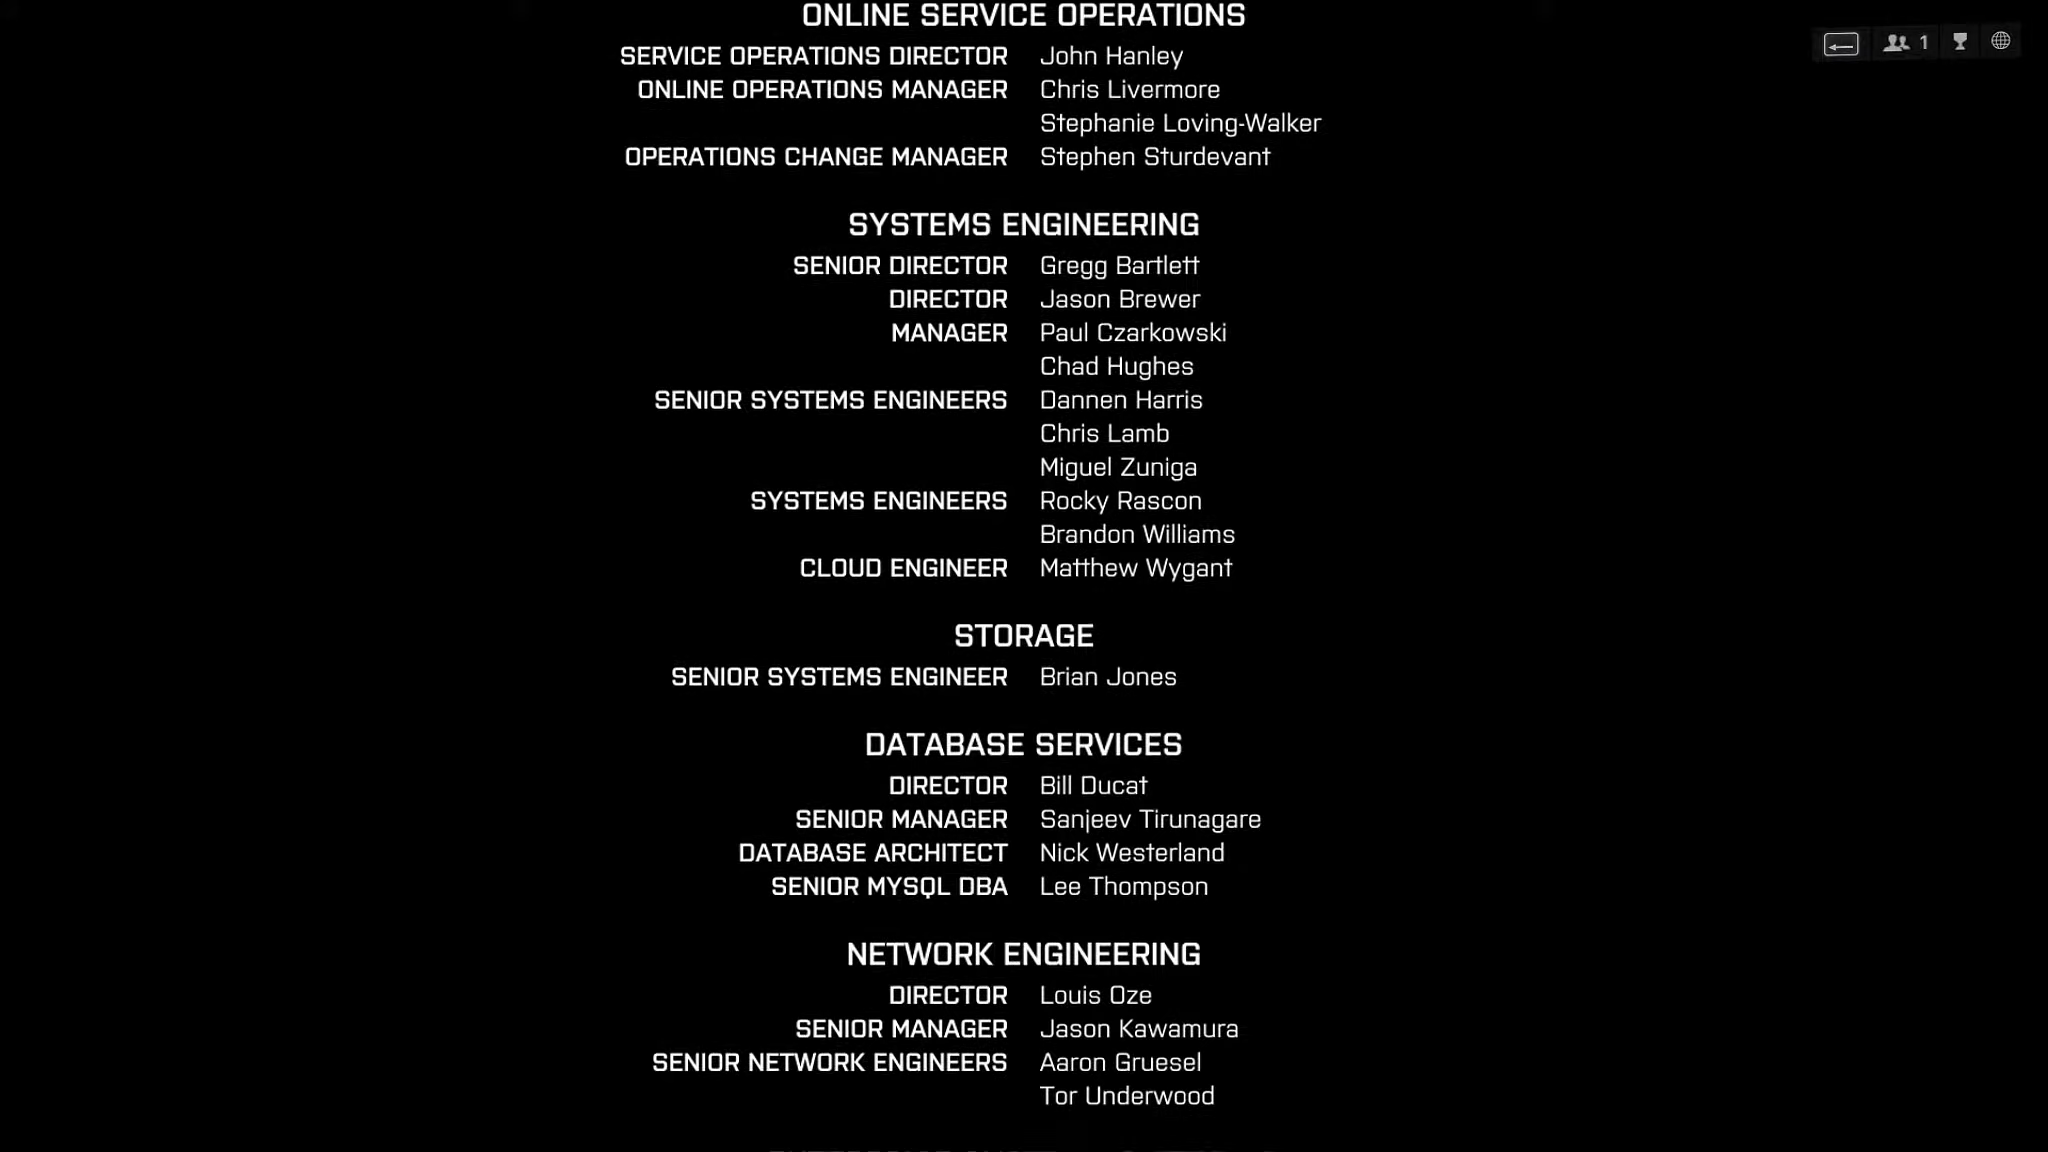 ONLINE SERVICE OPERATIONS
SERVICE OPERATIONS DIRECTOR John Hanley
ONLINE OPERATIONS MANAGER Chris Livermore
Stephanie Loving-Walker
OPERATIONS CHANGE MANAGER Stephen Sturdevant
1
SYSTEMS ENGINEERING
SENIOR DIRECTOR Gregg Bartlett
DIRECTOR Jason Brewer
MANAGER Paul Czarkowski
Chad Hughes
SENIOR SYSTEMS ENGINEERS Dannen Harris
Chris Lamb
Miguel Zuniga
SYSTEMS ENGINEERS Rocky Rascon
Brandon Williams
CLOUD ENGINEER Matthew Wygant
STORAGE
SENIOR SYSTEMS ENGINEER Brian Jones
DATABASE SERVICES
DIRECTOR Bill Ducat
SENIOR MANAGER Sanjeev Tirunagare
DATABASE ARCHITECT Nick Westerland
SENIOR MYSQL DBA Lee Thompson
NETWORK ENGINEERING
DIRECTOR Louis Oze
SENIOR MANAGER Jason Kawamura
SENIOR NETWORK ENGINEERS Aaron Gruesel
Tor Underwood